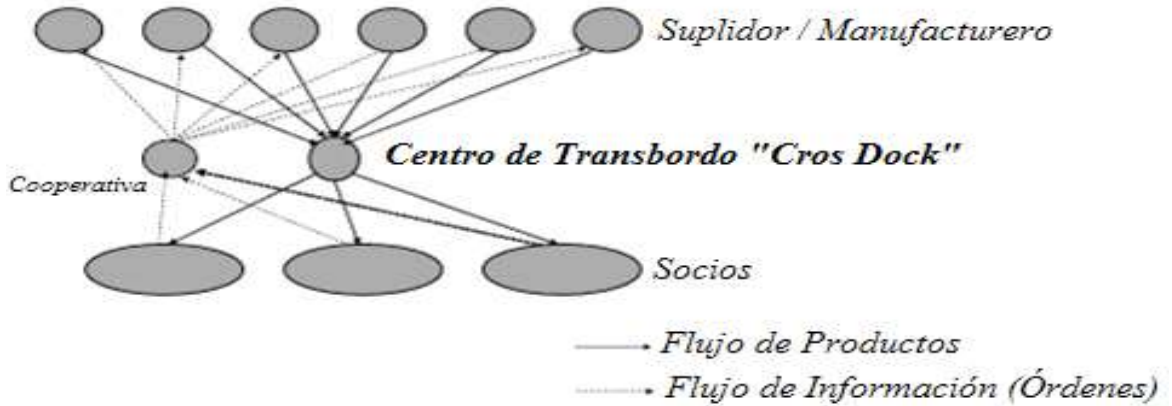 Suplidor / Manufacturero
Centro de Transbordo "Cros Dock"
Cooperativa
Socios
Flujo de Productos
Flujo de Información (Órdenes)